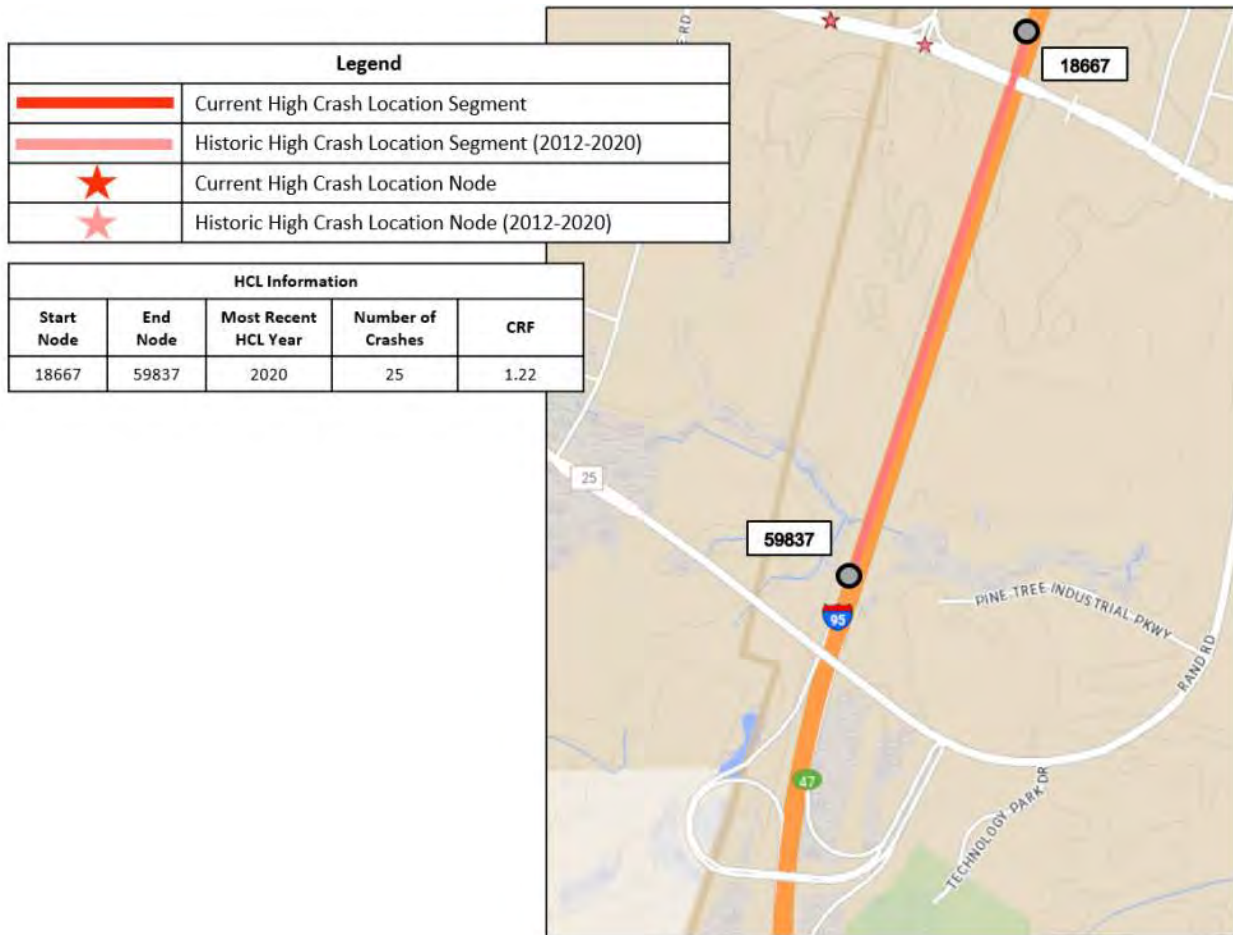 Legend
Current High Crash Location Segment
Historic High Crash Location Segment (2012-2020)
Current High Crash Location Node
Historic High Crash Location Node (2012-2020)
HCL Information
Start Node
End Node
Most Recent HCL Year
Number of Crashes
CRF
18667
59837
2020
25
1.22
RD
18667
25
59837
95
PINE TREE INDUSTRIAL PKWY
RAND RD
47
TECHNOLOGY PARK DR